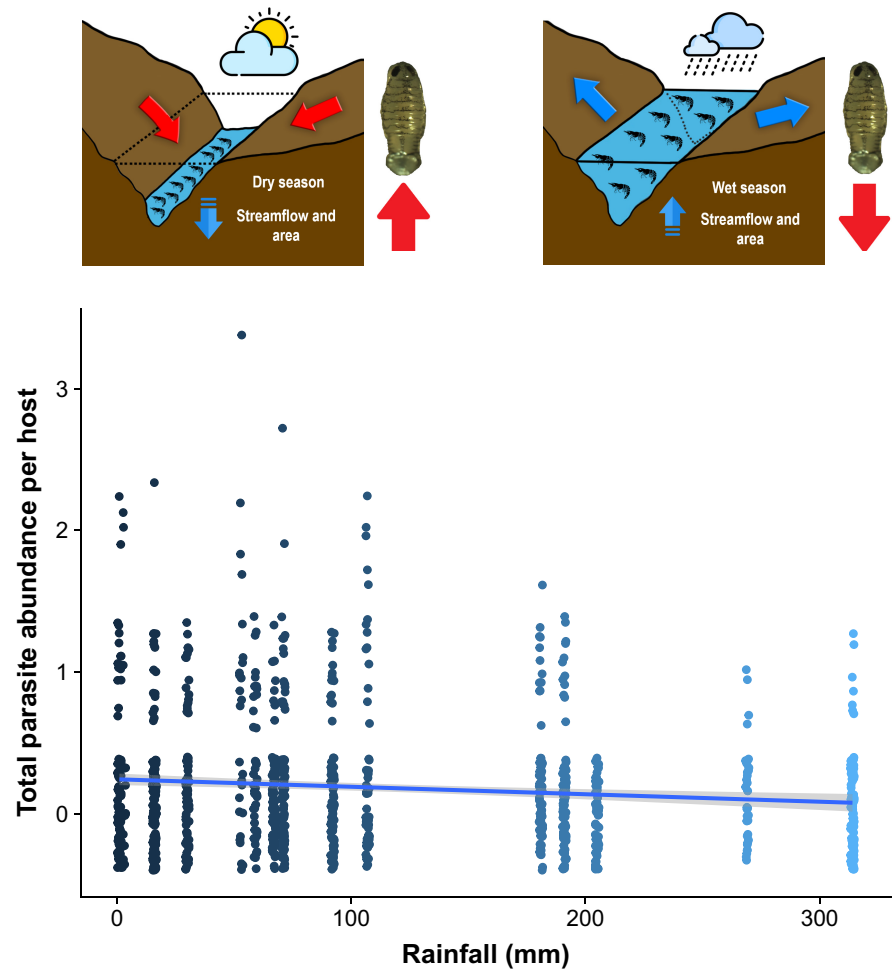 Dry season
Streamflow and
area
Wet season
Streamflow and
area
Total parasite abundance per host
3
2
1
0
0 100 200 300
Rainfall (mm)